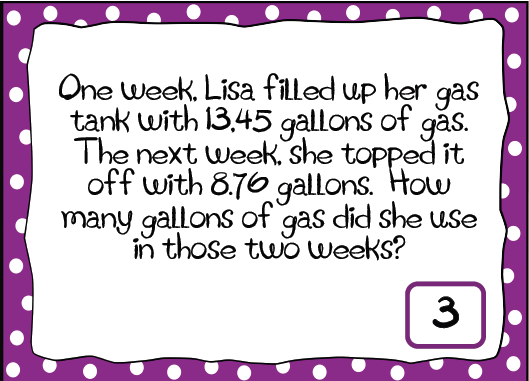 One week, Lisa filled up her gas
tank with 13.45 gallons of gas.
The next week, she topped it
off with 8.76 gallons. How
many gallons of gas did she use
in those two weeks?
3